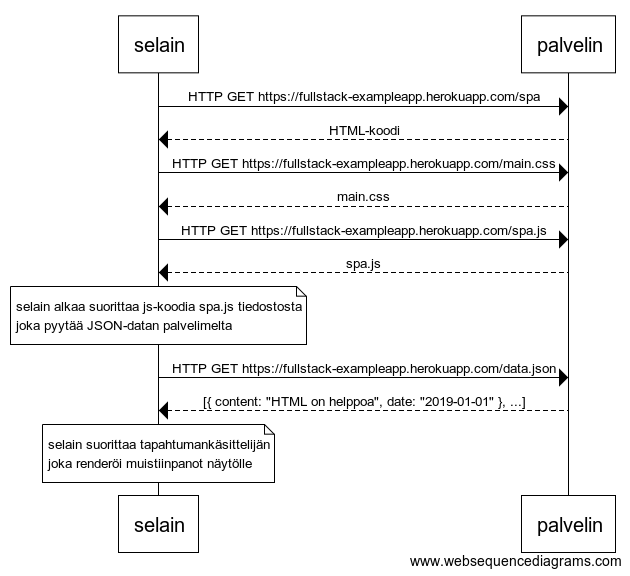 selain
palvelin
HTTP GET https://fullstack-exampleapp.herokuapp.com/spa
HTML-koodi
HTTP GET https://fullstack-exampleapp.herokuapp.com/main.css
main.css
HTTP GET https://fullstack-exampleapp.herokuapp.com/spa.js
spa.js
selain alkaa suorittaa js-koodia spa.js tiedostosta
joka pyytää JSON-datan palvelimelta
HTTP GET https://fullstack-exampleapp.herokuapp.com/data.json
[{ content: "HTML on helppoa", date: "2019-01-01" }, ...]
selain suorittaa tapahtumankäsittelijän
joka renderöi muistiinpanot näytölle
selain
palvelin
www.websequencediagrams.com